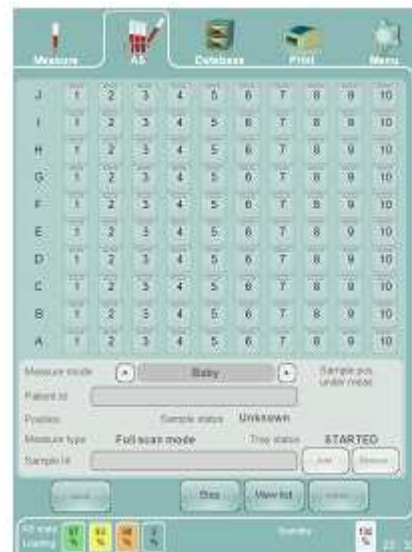 Measure AS Database Print Menu
J 1 2 3 4 5 6 7 8 9 10
I 1 2 3 4 5 6 7 8 9 10
H 1 2 3 4 5 6 7 8 9 10
G 1 2 3 4 5 6 7 8 9 10
F 1 2 3 4 5 6 7 8 9 10
E 1 2 3 4 5 6 7 8 9 10
D 1 2 3 4 5 6 7 8 9 10
C 1 2 3 4 5 6 7 8 9 10
B 1 2 3 4 5 6 7 8 9 10
A 1 2 3 4 5 6 7 8 9 10
Measure mode Baby Sample pos.
under meas.
Patient Id
Position Sample status Unknown
Measure type Full scan mode Tray status STARTED
Sample Id
Stop View list
Standby